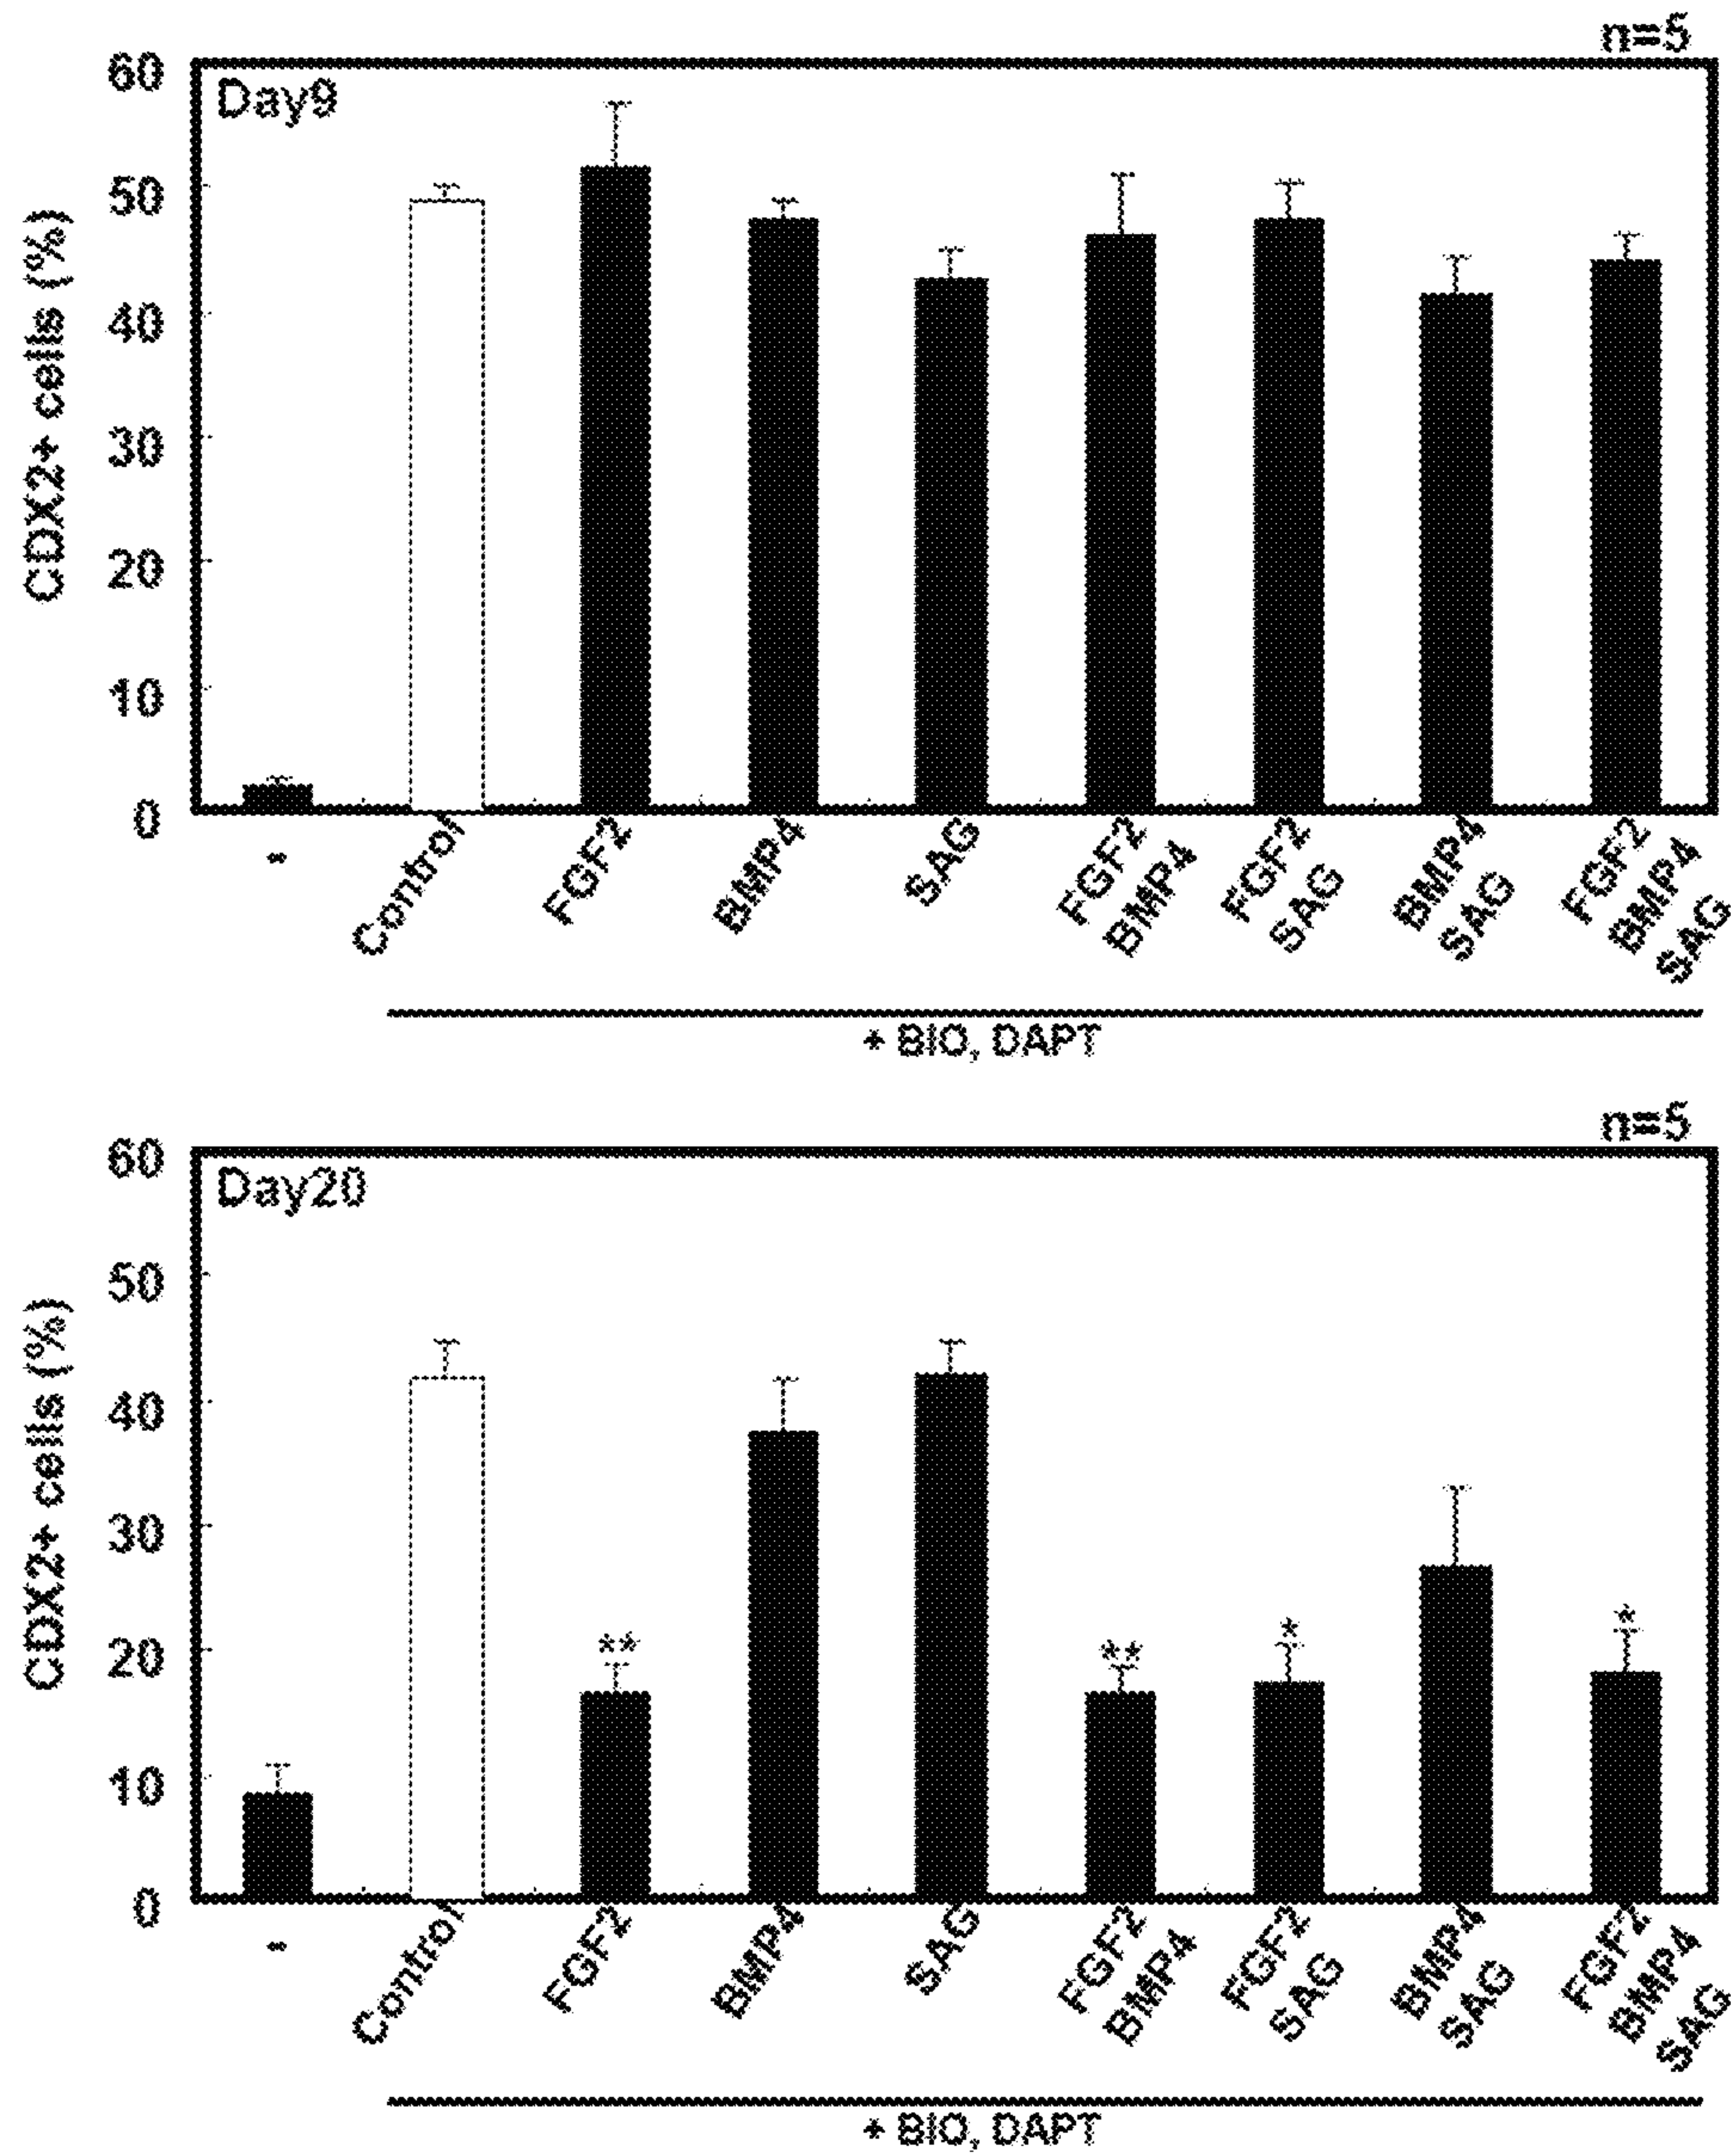 n=5
Day9
CDX2+ cells (%)
60
50
40
30
20
10
0
-
Control
FGF2
BMP4
SAG
FGF2
BMP4
FGF2
SAG
BMP4
SAG
FGF2
BMP4
SAG
+ BIO, DAPT
n=5
Day20
CDX2+ cells (%)
60
50
40
30
20
10
0
**
**
*
*
-
Control
FGF2
BMP4
SAG
FGF2
BMP4
FGF2
SAG
BMP4
SAG
FGF2
BMP4
SAG
+ BIO, DAPT